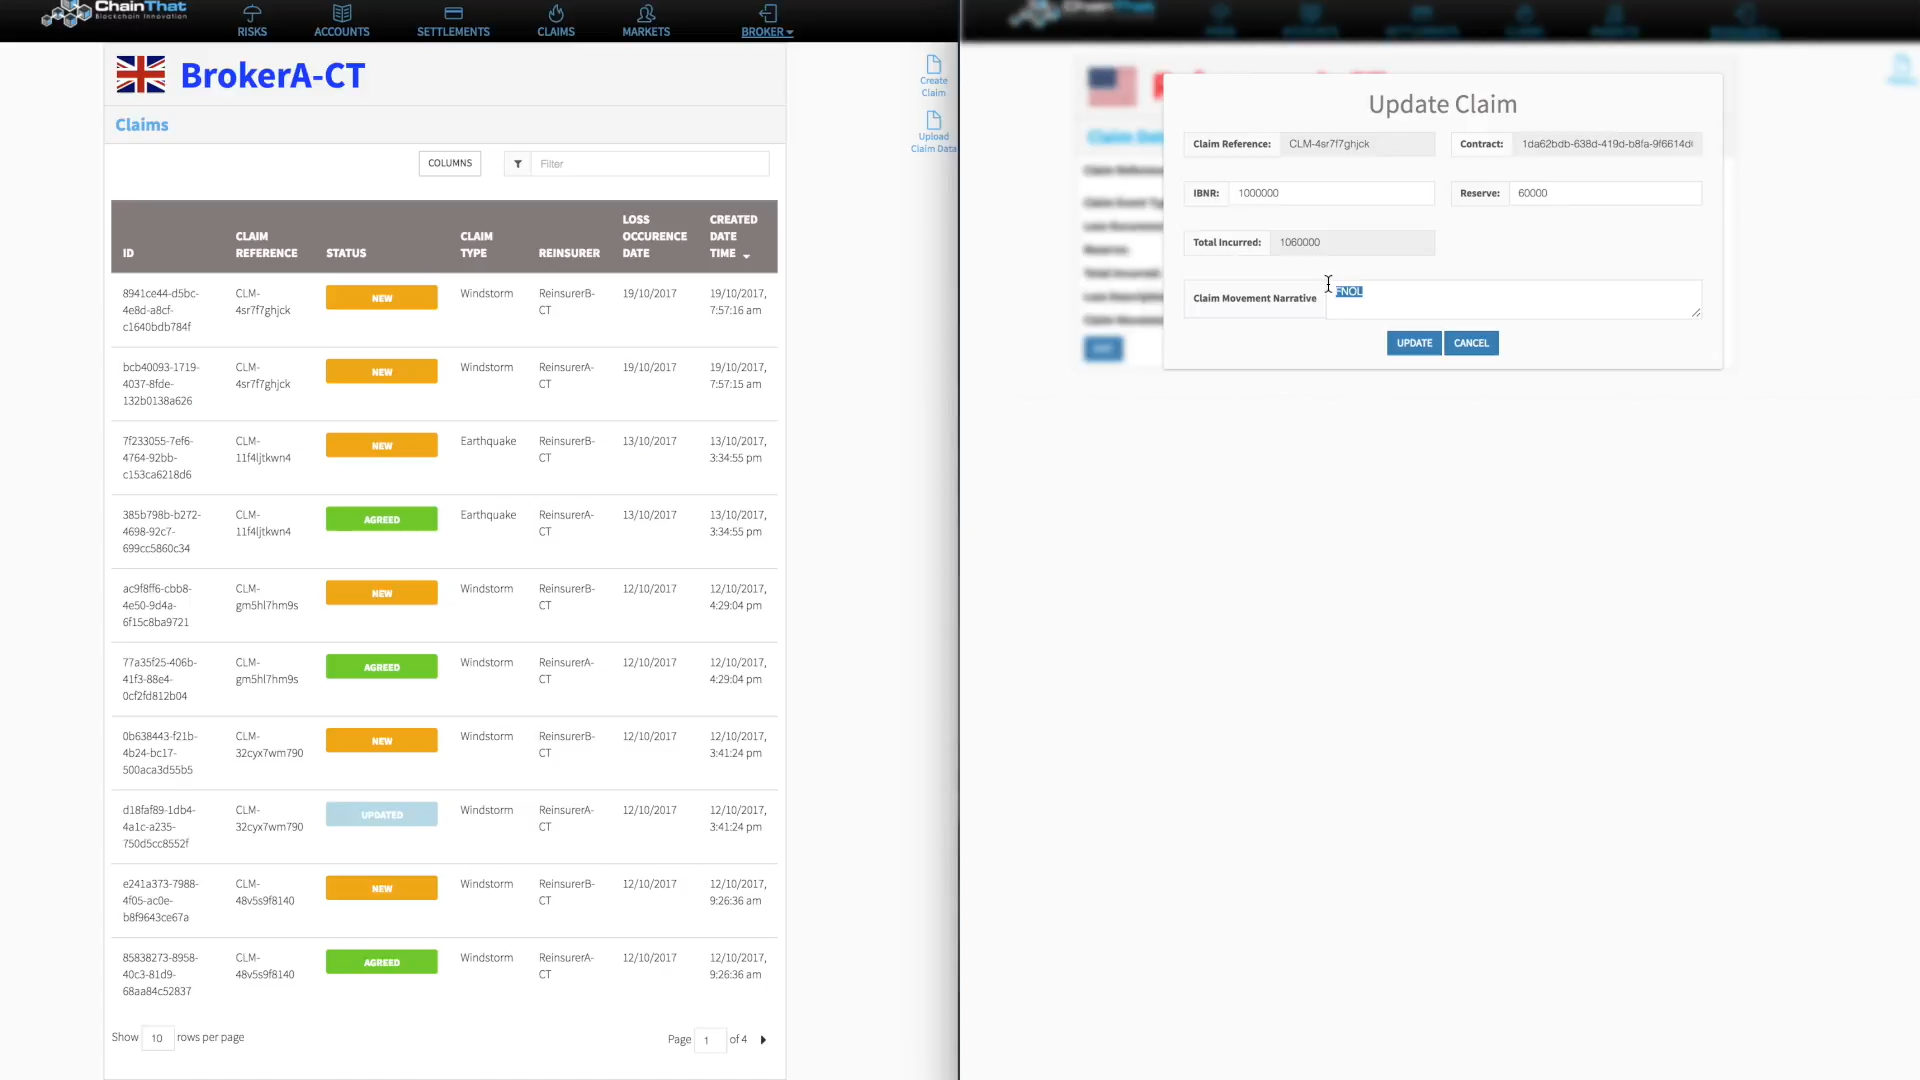 ChainThat
Blockchain Innovation
RISKS
ACCOUNTS
SETTLEMENTS
CLAIMS
MARKETS
BROKER
BrokerA-CT
Create
Claim
Upload
Claim Data
Claims
COLUMNS
Filter
ID
CLAIM
REFERENCE
STATUS
CLAIM
TYPE
REINSURER
LOSS
OCCURENCE
DATE
CREATED
DATE
TIME
8941ce44-d5bc-
4e8d-a8cf-
c1640bdb784f
CLM-
4sr7f7ghjck
NEW
Windstorm
ReinsurerB-
CT
19/10/2017
19/10/2017,
7:57:16 am
bcb40093-1719-
4037-8fde-
132b0138a626
CLM-
4sr7f7ghjck
NEW
Windstorm
ReinsurerA-
CT
19/10/2017
19/10/2017,
7:57:15 am
7f233055-7ef6-
4764-92bb-
c153ca6218d6
CLM-
11f4ljtkwn4
NEW
Earthquake
ReinsurerB-
CT
13/10/2017
13/10/2017,
3:34:55 pm
385b798b-b272-
4698-92c7-
699cc5860c34
CLM-
11f4ljtkwn4
AGREED
Earthquake
ReinsurerA-
CT
13/10/2017
13/10/2017,
3:34:55 pm
ac9f8ff6-cbb8-
4e50-9d4a-
6f15c8ba9721
CLM-
gm5hl7hm9s
NEW
Windstorm
ReinsurerB-
CT
12/10/2017
12/10/2017,
4:29:04 pm
77a35f25-406b-
41f3-88e4-
0cf2fd812b04
CLM-
gm5hl7hm9s
AGREED
Windstorm
ReinsurerA-
CT
12/10/2017
12/10/2017,
4:29:04 pm
0b638443-f21b-
4b24-bc17-
500aca3d55b5
CLM-
32cyx7wm790
NEW
Windstorm
ReinsurerB-
CT
12/10/2017
12/10/2017,
3:41:24 pm
d18faf89-1db4-
4a1c-a235-
750d5cc8552f
CLM-
32cyx7wm790
UPDATED
Windstorm
ReinsurerA-
CT
12/10/2017
12/10/2017,
3:41:24 pm
e241a373-7988-
4f05-ac0e-
b8f9643ce67a
CLM-
48v5s9f8140
NEW
Windstorm
ReinsurerB-
CT
12/10/2017
12/10/2017,
9:26:36 am
85838273-8958-
40c3-81d9-
68aa84c52837
CLM-
48v5s9f8140
AGREED
Windstorm
ReinsurerA-
CT
12/10/2017
12/10/2017,
9:26:36 am
Show 10 rows per page
Page 1 of 4
Update Claim
Claim Reference: CLM-4sr7f7ghjck
Contract: 1da62bdb-638d-419d-b8fa-9f6614d
IBNR: 1000000
Reserve: 60000
Total Incurred: 1060000
Claim Movement Narrative FNOL
UPDATE
CANCEL